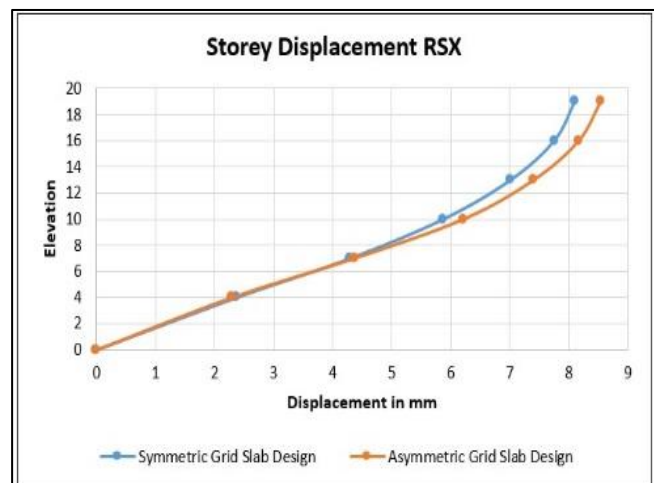 Storey Displacement RSX
20
18
16
14
12
10
8
6
4
2
0
Elevation
0 1 2 3 4 5 6 7 8 9
Displacement in mm
Symmetric Grid Slab Design Asymmetric Grid Slab Design